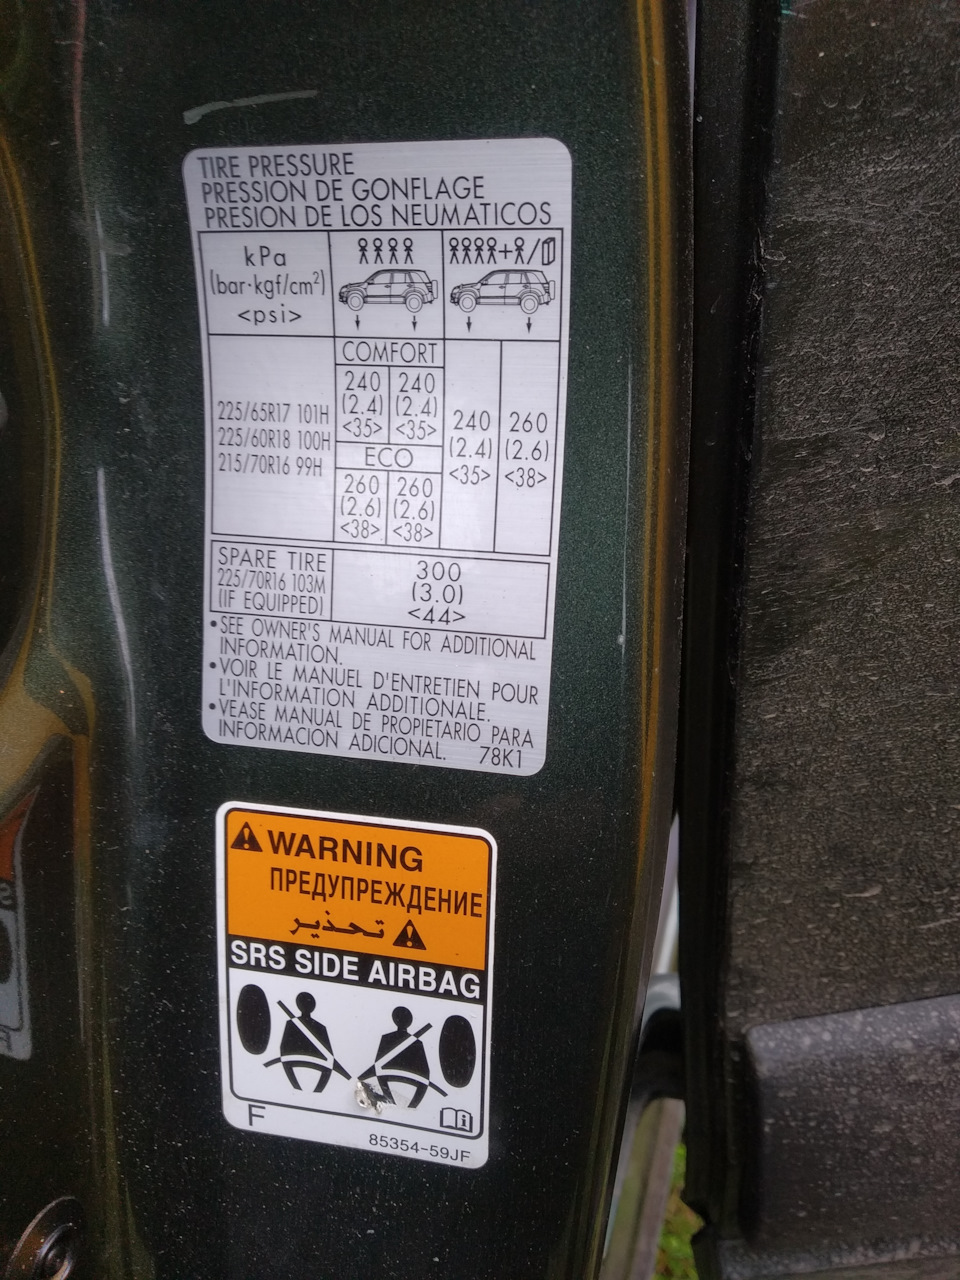 TIRE PRESSURE
PRESSION DE GONFLAGE
PRESION DE LOS NEUMATICOS
kPa
(bar·kgf/cm²)
<psi>
+ /
COMFORT
240 240
(2.4) (2.4)
<35> <35>
225/65R17 101H
225/60R18 100H
215/70R16 99H
240 260
(2.4) (2.6)
<35> <38>
ECO
260 260
(2.6) (2.6)
<38> <38>
SPARE TIRE
225/70R16 103M
(IF EQUIPPED)
300
(3.0)
<44>
•SEE OWNER'S MANUAL FOR ADDITIONAL
INFORMATION.
•VOIR LE MANUEL D'ENTRETIEN POUR
L'INFORMATION ADDITIONALE.
•VEASE MANUAL DE PROPIETARIO PARA
INFORMACION ADICIONAL. 78K1
WARNING
ПРЕДУПРЕЖДЕНИЕ
تحذير
SRS SIDE AIRBAG
F
85354-59JF